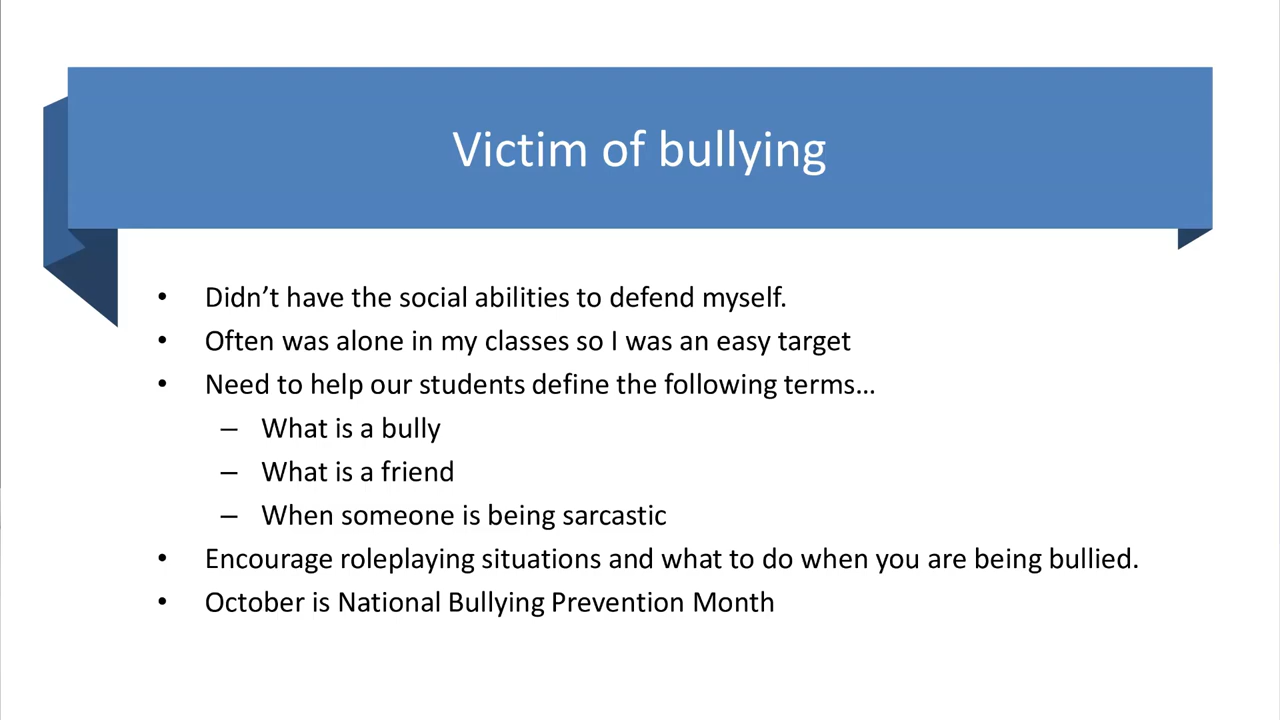 Victim of bullying
• Didn’t have the social abilities to defend myself.
• Often was alone in my classes so I was an easy target
• Need to help our students define the following terms…
– What is a bully
– What is a friend
– When someone is being sarcastic
• Encourage roleplaying situations and what to do when you are being bullied.
• October is National Bullying Prevention Month